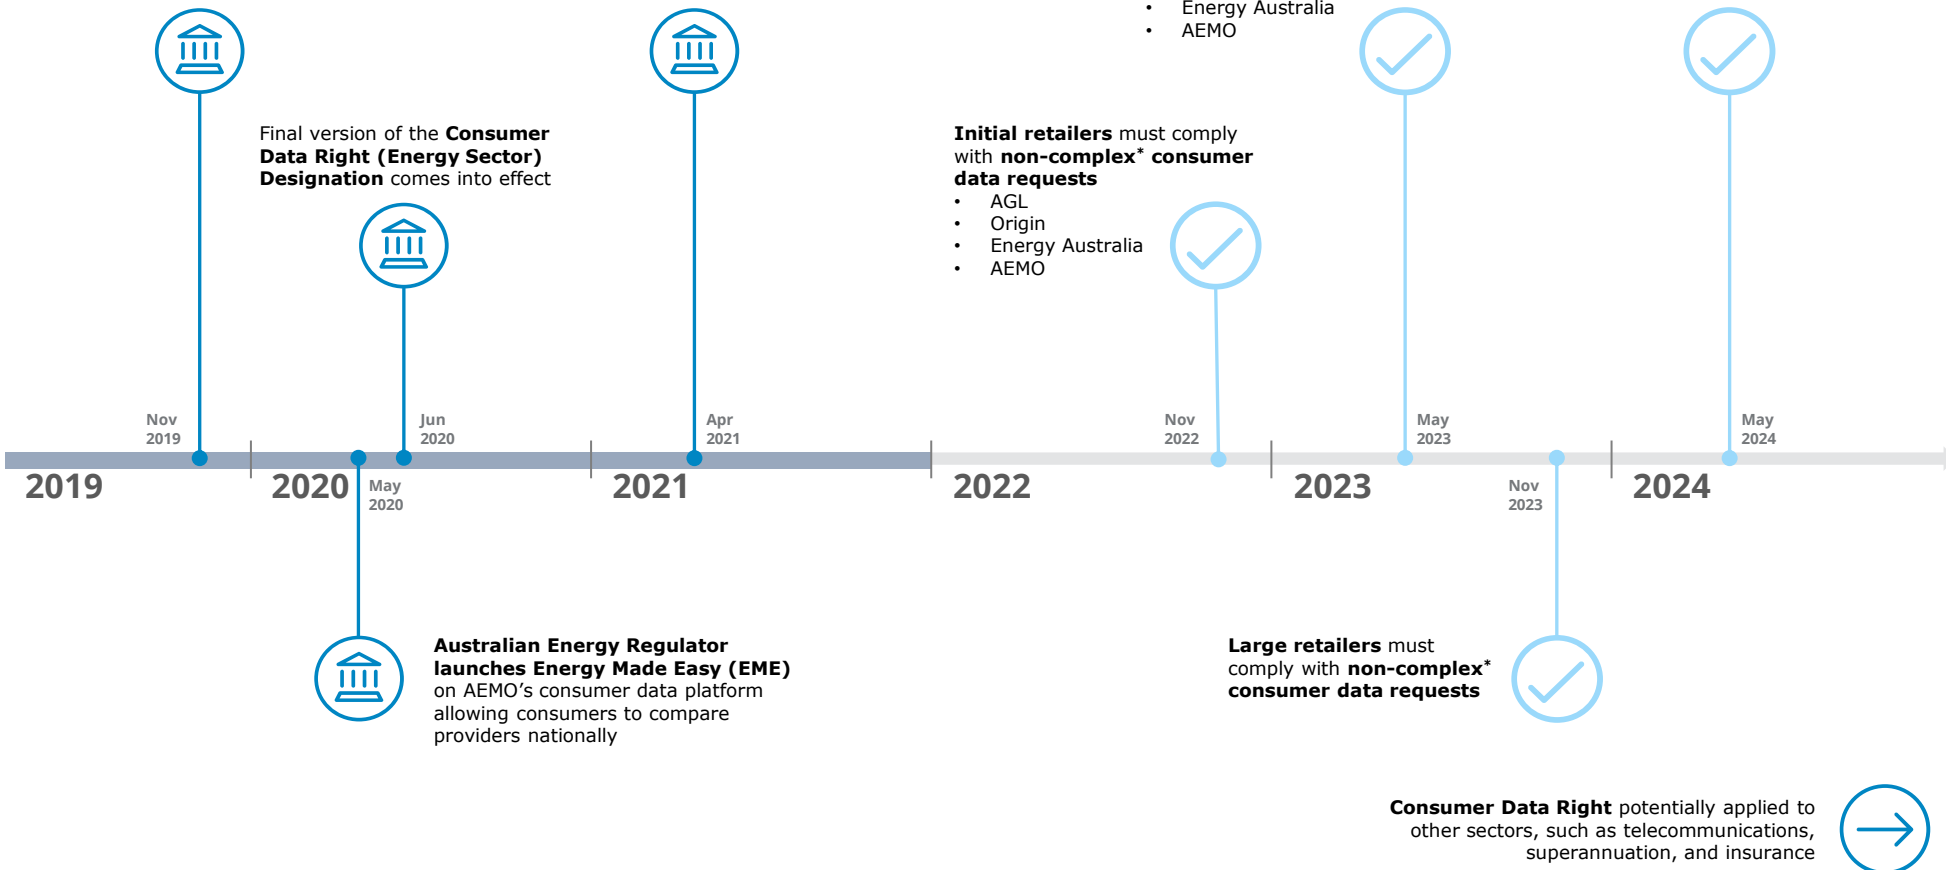 • Energy Australia
• AEMO
Final version of the Consumer
Data Right (Energy Sector)
Designation comes into effect
Initial retailers must comply
with non-complex* consumer
data requests
• AGL
• Origin
• Energy Australia
• AEMO
Nov
2019
Jun
2020
Apr
2021
Nov
2022
May
2023
May
2024
2019
2020
May
2020
2021
2022
2023
Nov
2023
2024
Australian Energy Regulator
launches Energy Made Easy (EME)
on AEMO’s consumer data platform
allowing consumers to compare
providers nationally
Large retailers must
comply with non-complex*
consumer data requests
Consumer Data Right potentially applied to
other sectors, such as telecommunications,
superannuation, and insurance